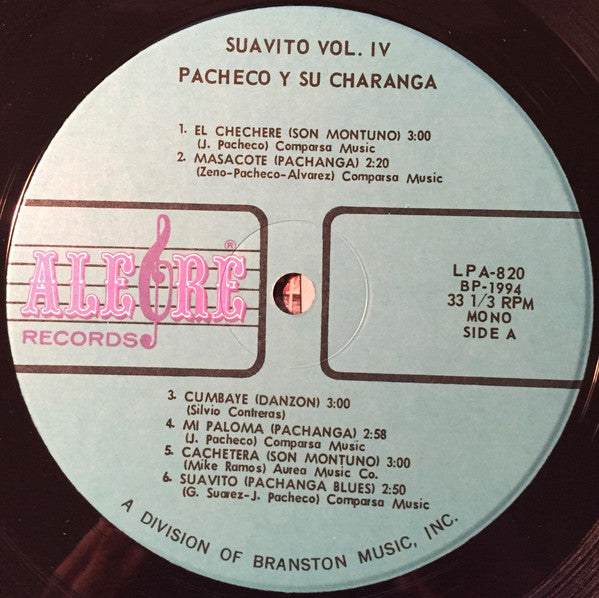 SUAVITO VOL. IV
PACHECO Y SU CHARANGA
1. EL CHECHERE (SON MONTUNO) 3:00
(J. Pacheco) Comparsa Music
2. MASACOTE (PACHANGA) 2:20
(Zeno-Pacheco-Alvarez) Comparsa Music
ALEGRE ®
RECORDS
LPA-820
BP-1994
33 1/3 RPM
MONO
SIDE A
3. CUMBAYE (DANZON) 3:00
(Silvio Contreras)
4. MI PALOMA (PACHANGA) 2:58
(J. Pacheco) Comparsa Music
5. CACHETERA (SON MONTUNO) 3:00
(Mike Ramos) Aurea Music Co.
6. SUAVITO (PACHANGA BLUES) 2:50
(G. Suarez-J. Pacheco) Comparsa Music
A DIVISION OF BRANSTON MUSIC, INC.